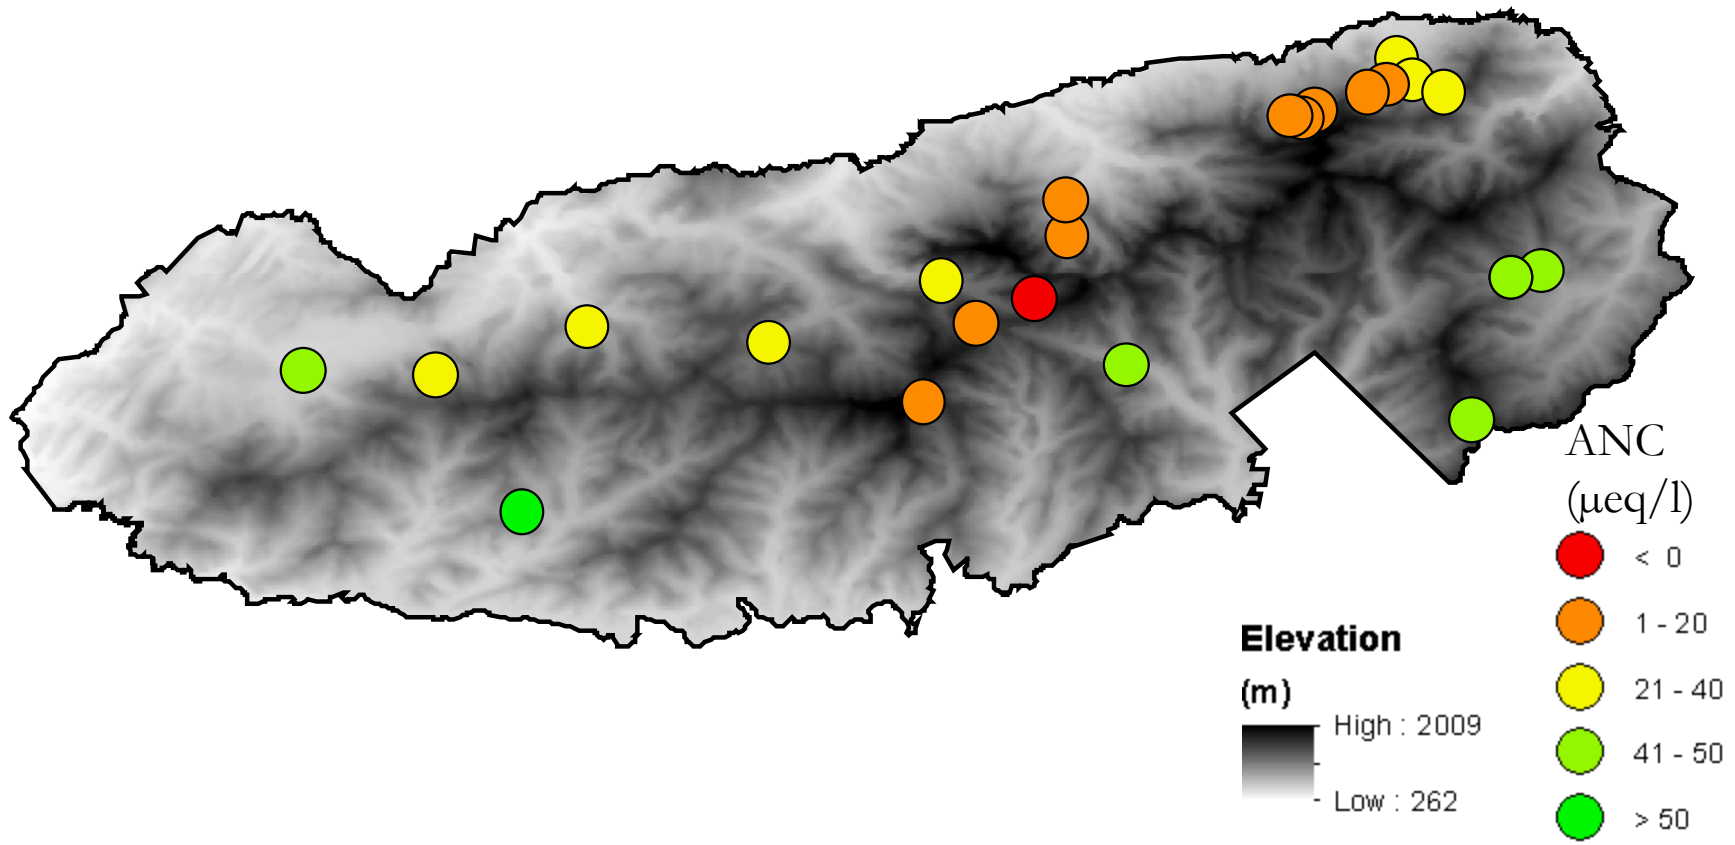 ANC
(μeq/l)
< 0
1 - 20
21 - 40
41 - 50
> 50
Elevation
(m)
High : 2009
Low : 262